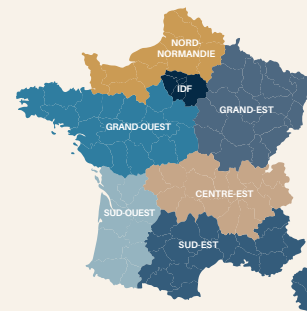 NORD-
NORMANDIE
IDF
GRAND-EST
GRAND-OUEST
CENTRE-EST
SUD-OUEST
SUD-EST